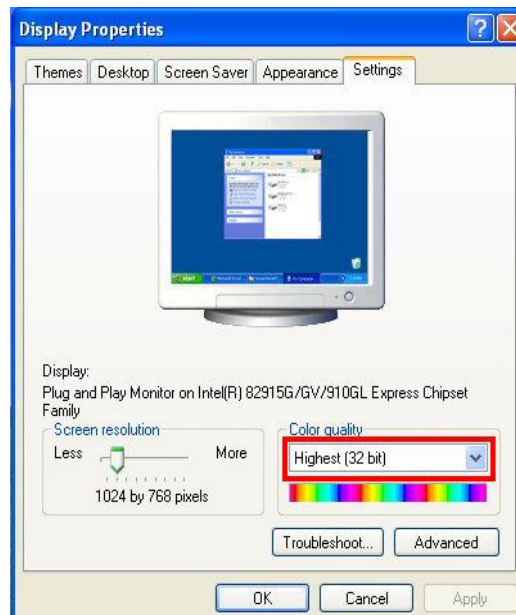 Display Properties
Themes Desktop Screen Saver Appearance Settings
Display:
Plug and Play Monitor on Intel(R) 82915G/GV/910GL Express Chipset
Family
Screen resolution
Less More
1024 by 768 pixels
Color quality
Highest (32 bit)
Troubleshoot... Advanced
OK Cancel Apply